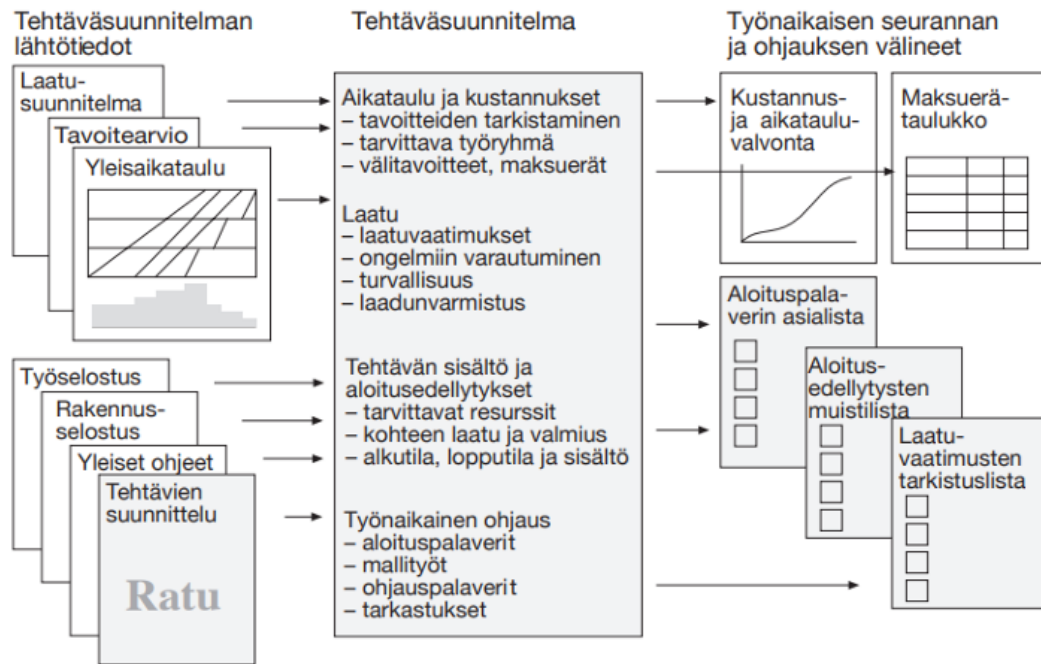 Tehtäväsuunnitelman
lähtötiedot
Laatu-
suunnitelma
Tavoitearvio
Yleisaikataulu
Työselostus
Rakennus-
selostus
Yleiset ohjeet
Tehtävien
suunnittelu
Ratu
Tehtäväsuunnitelma
Aikataulu ja kustannukset
– tavoitteiden tarkistaminen
– tarvittava työryhmä
– välitavoitteet, maksuerät
Laatu
– laatuvaatimukset
– ongelmiin varautuminen
– turvallisuus
– laadunvarmistus
Tehtävän sisältö ja
aloitusedellytykset
– tarvittavat resurssit
– kohteen laatu ja valmius
– alkutila, lopputila ja sisältö
Työnaikainen ohjaus
– aloituspalaverit
– mallityöt
– ohjauspalaverit
– tarkastukset
Työnaikaisen seurannan
ja ohjauksen välineet
Kustannus-
ja aikataulu-
valvonta
Maksuerä-
taulukko
Aloituspala-
verin asialista
Aloitus-
edellytysten
muistilista
Laatu-
vaatimusten
tarkistuslista